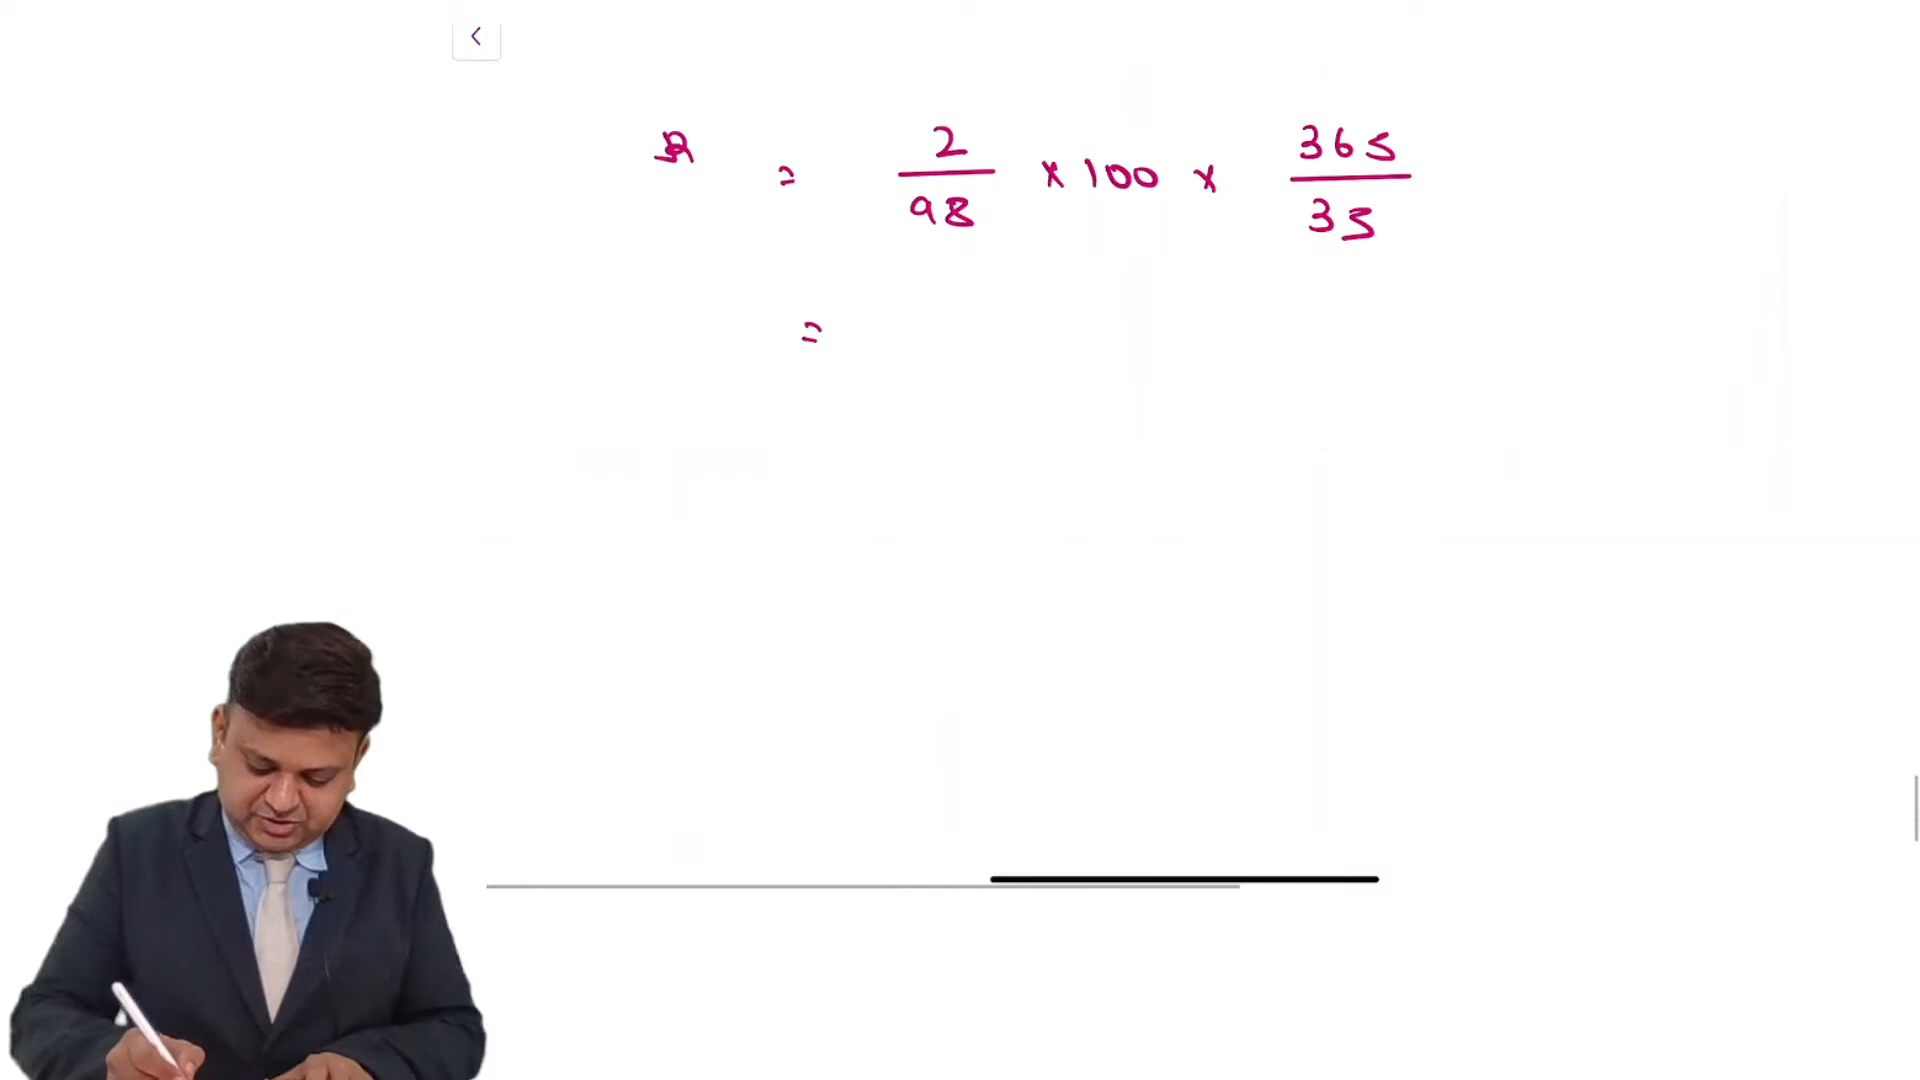 R = 2/98 x 100 x 365/35
=